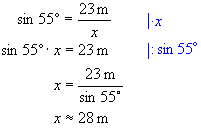 sin 55° = 23 m / x |·x
sin 55° · x = 23 m |: sin 55°
x = 23 m / sin 55°
x ≈ 28 m